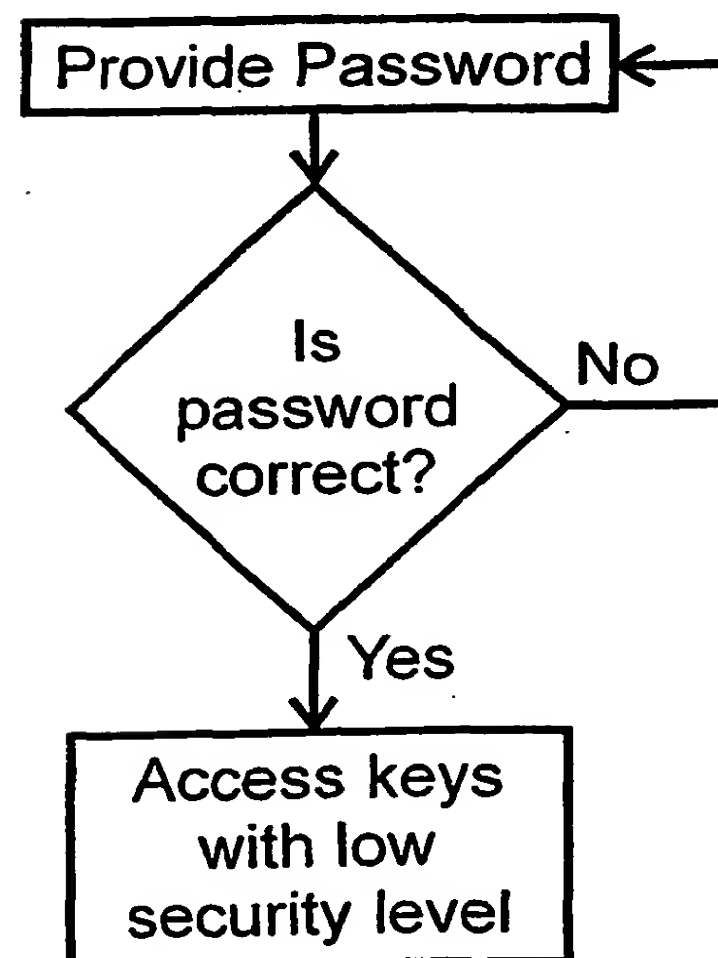 Provide Password
Is
password
correct?
No
Yes
Access keys
with low
security level